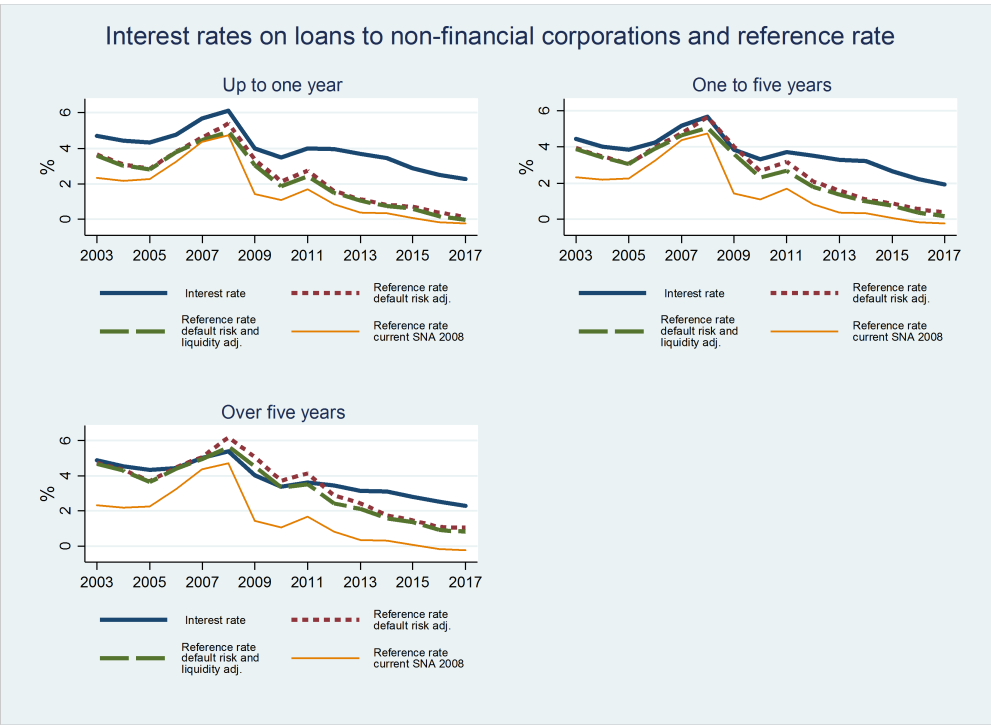 Interest rates on loans to non-financial corporations and reference rate
Up to one year
%
6
4
2
0
2003 2005 2007 2009 2011 2013 2015 2017
Interest rate
Reference rate
default risk adj.
Reference rate
default risk and
liquidity adj.
Reference rate
current SNA 2008
One to five years
%
6
4
2
0
2003 2005 2007 2009 2011 2013 2015 2017
Interest rate
Reference rate
default risk adj.
Reference rate
default risk and
liquidity adj.
Reference rate
current SNA 2008
Over five years
%
6
4
2
0
2003 2005 2007 2009 2011 2013 2015 2017
Interest rate
Reference rate
default risk adj.
Reference rate
default risk and
liquidity adj.
Reference rate
current SNA 2008